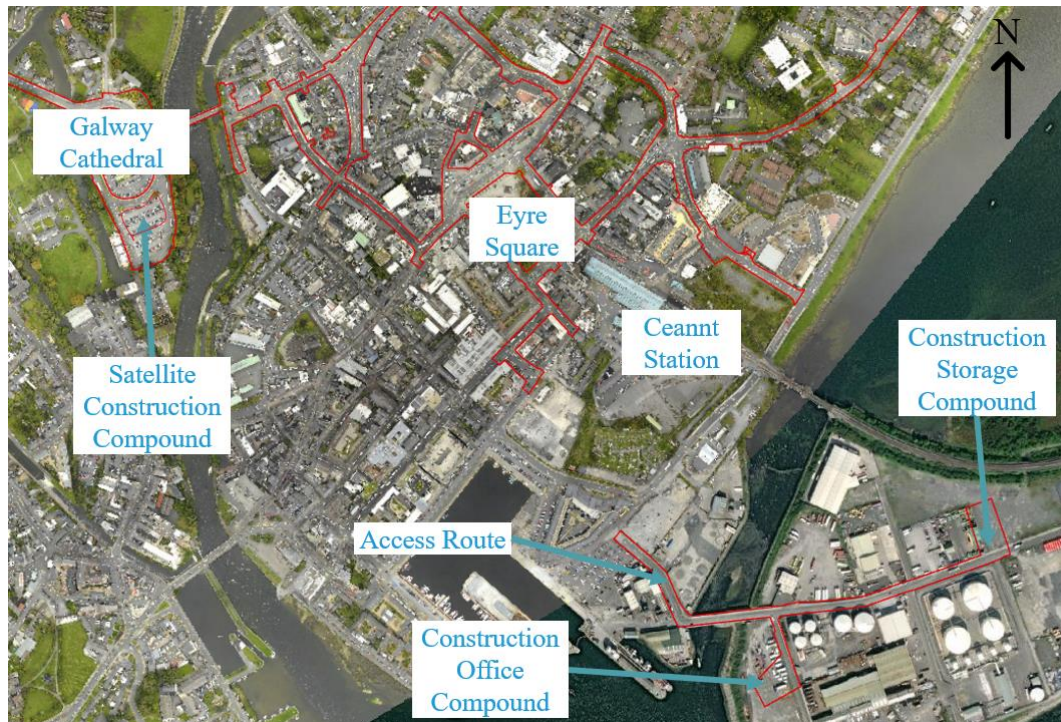 N
Galway
Cathedral
Eyre
Square
Ceannt
Station
Construction
Storage
Compound
Satellite
Construction
Compound
Access Route
Construction
Office
Compound